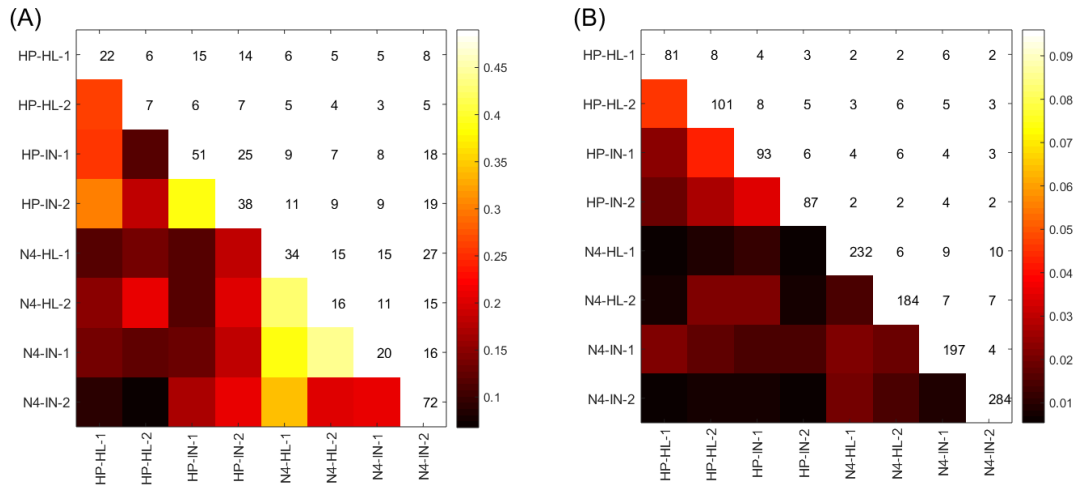 (A)
HP-HL-1 22 6 15 14 6 5 5 8
HP-HL-2 7 6 7 5 4 3 5
HP-IN-1 51 25 9 7 8 18
HP-IN-2 38 11 9 9 19
N4-HL-1 34 15 15 27
N4-HL-2 16 11 15
N4-IN-1 20 16
N4-IN-2 72
HP-HL-1 HP-HL-2 HP-IN-1 HP-IN-2 N4-HL-1 N4-HL-2 N4-IN-1 N4-IN-2
0.45
0.4
0.35
0.3
0.25
0.2
0.15
0.1
(B)
HP-HL-1 81 8 4 3 2 2 6 2
HP-HL-2 101 8 5 3 6 5 3
HP-IN-1 93 6 4 6 4 3
HP-IN-2 87 2 2 4 2
N4-HL-1 232 6 9 10
N4-HL-2 184 7 7
N4-IN-1 197 4
N4-IN-2 284
HP-HL-1 HP-HL-2 HP-IN-1 HP-IN-2 N4-HL-1 N4-HL-2 N4-IN-1 N4-IN-2
0.09
0.08
0.07
0.06
0.05
0.04
0.03
0.02
0.01